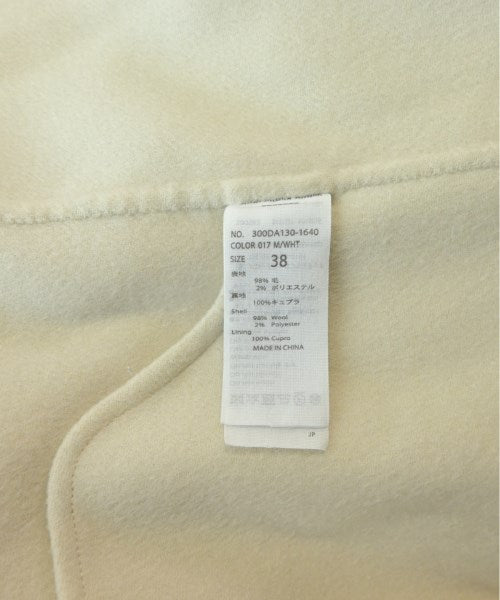 NO. 300DA130-1640
COLOR 017 M/WHT
SIZE 38
表地
98% 毛
2% ポリエステル
裏地
100%キュプラ
Shell
98% Wool
2% Polyester
Lining
100% Cupro
MADE IN CHINA
JP